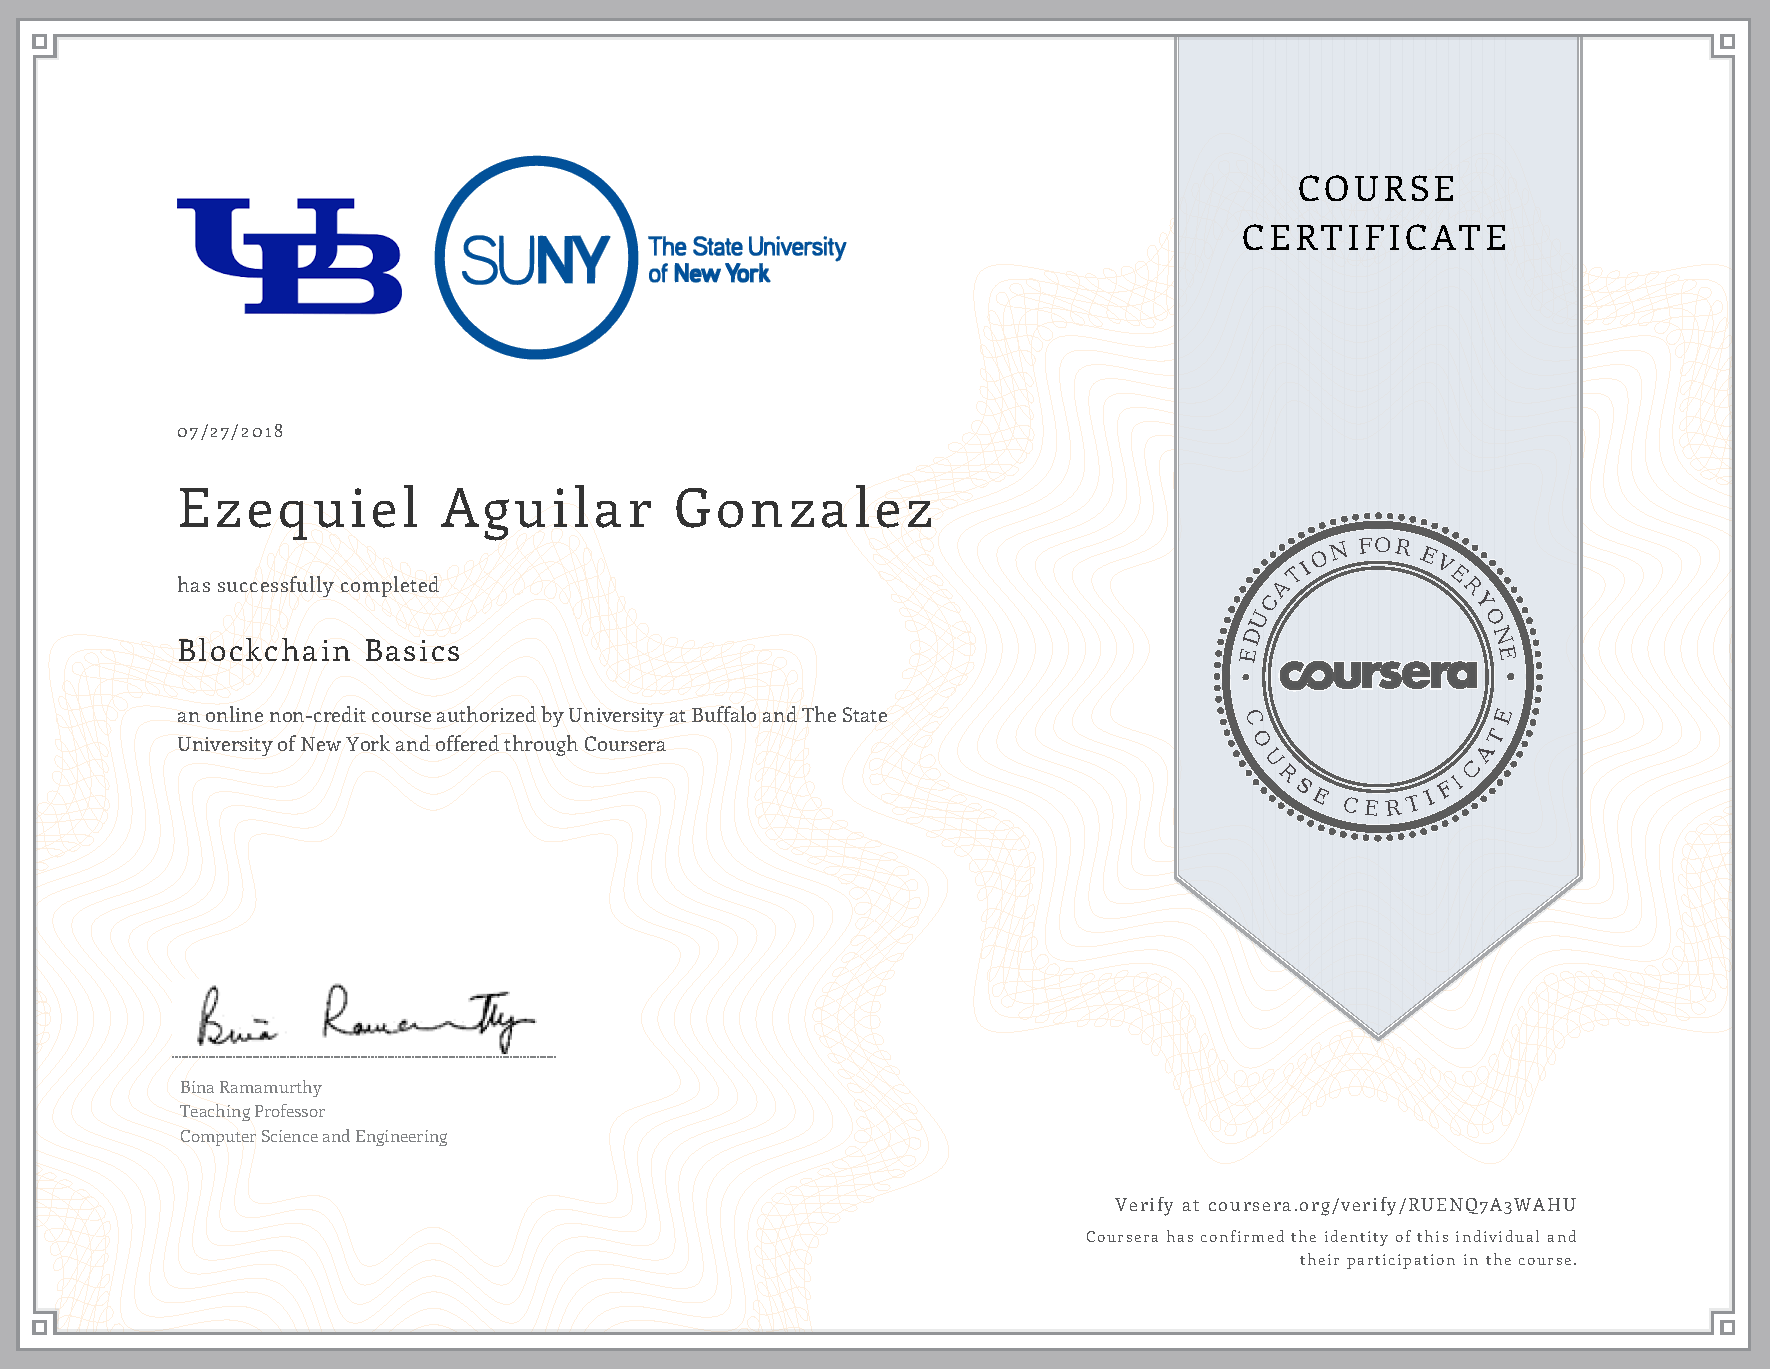 UB
SUNY
The State University
of New York
COURSE
CERTIFICATE
07/27/2018
Ezequiel Aguilar Gonzalez
has successfully completed
Blockchain Basics
an online non-credit course authorized by University at Buffalo and The State
University of New York and offered through Coursera
EDUCATION FOR EVERYONE
coursera
COURSE CERTIFICATE
Bina Ramamurthy
Bina Ramamurthy
Teaching Professor
Computer Science and Engineering
Verify at coursera.org/verify/RUENQ7A3WAHU
Coursera has confirmed the identity of this individual and
their participation in the course.